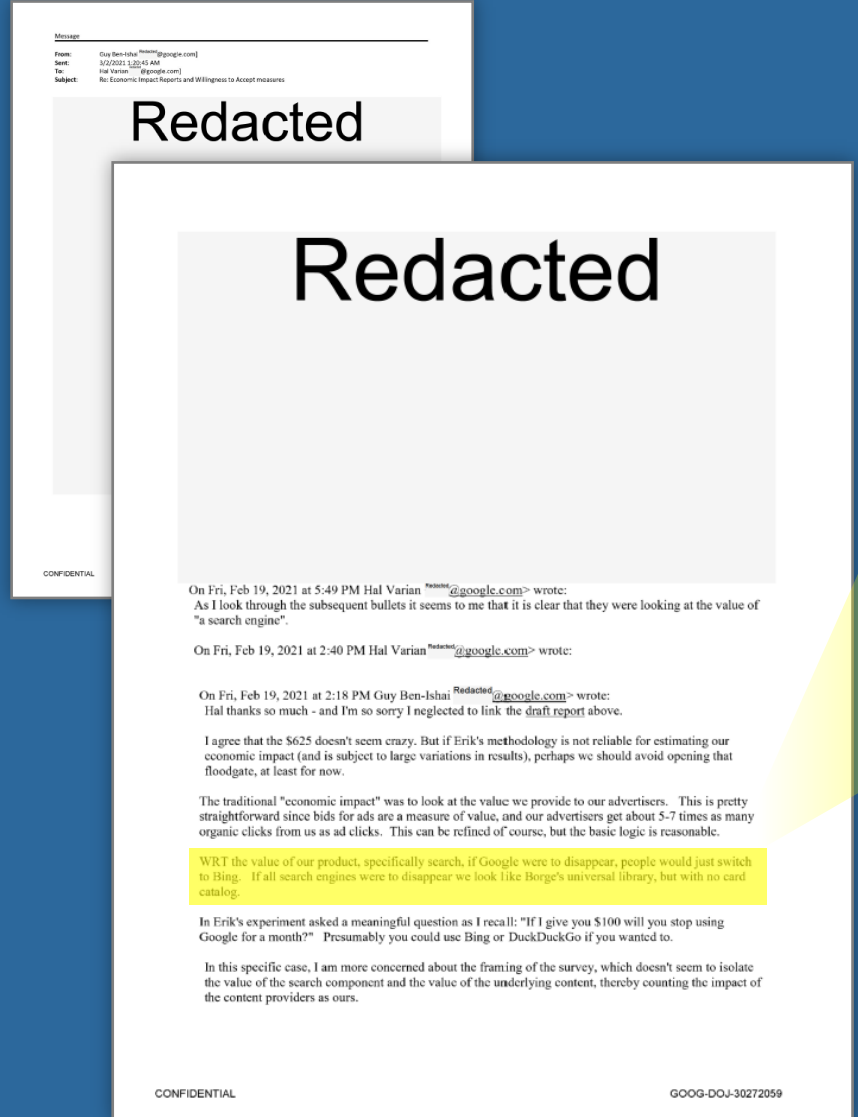 Message
From: Guy Ben-Ishai Redacted@google.com]
Sent: 3/2/2021 1:20:45 AM
To: Hal Varian @google.com]
Subject: Re: Economic Impact Reports and Willingness to Accept measures
Redacted
CONFIDENTIAL
Redacted
On Fri, Feb 19, 2021 at 5:49 PM Hal Varian Redacted@google.com> wrote:
As I look through the subsequent bullets it seems to me that it is clear that they were looking at the value of
"a search engine".
On Fri, Feb 19, 2021 at 2:40 PM Hal Varian Redacted@google.com> wrote:
On Fri, Feb 19, 2021 at 2:18 PM Guy Ben-Ishai Redacted@google.com> wrote:
Hal thanks so much - and I'm so sorry I neglected to link the draft report above.
I agree that the $625 doesn't seem crazy. But if Erik's methodology is not reliable for estimating our
economic impact (and is subject to large variations in results), perhaps we should avoid opening that
floodgate, at least for now.
The traditional "economic impact" was to look at the value we provide to our advertisers. This is pretty
straightforward since bids for ads are a measure of value, and our advertisers get about 5-7 times as many
organic clicks from us as ad clicks. This can be refined of course, but the basic logic is reasonable.
WRT the value of our product, specifically search, if Google were to disappear, people would just switch
to Bing. If all search engines were to disappear we look like Borge's universal library, but with no card
catalog.
In Erik's experiment asked a meaningful question as I recall: "If I give you $100 will you stop using
Google for a month?" Presumably you could use Bing or DuckDuckGo if you wanted to.
In this specific case, I am more concerned about the framing of the survey, which doesn't seem to isolate
the value of the search component and the value of the underlying content, thereby counting the impact of
the content providers as ours.
CONFIDENTIAL
GOOG-DOJ-30272059